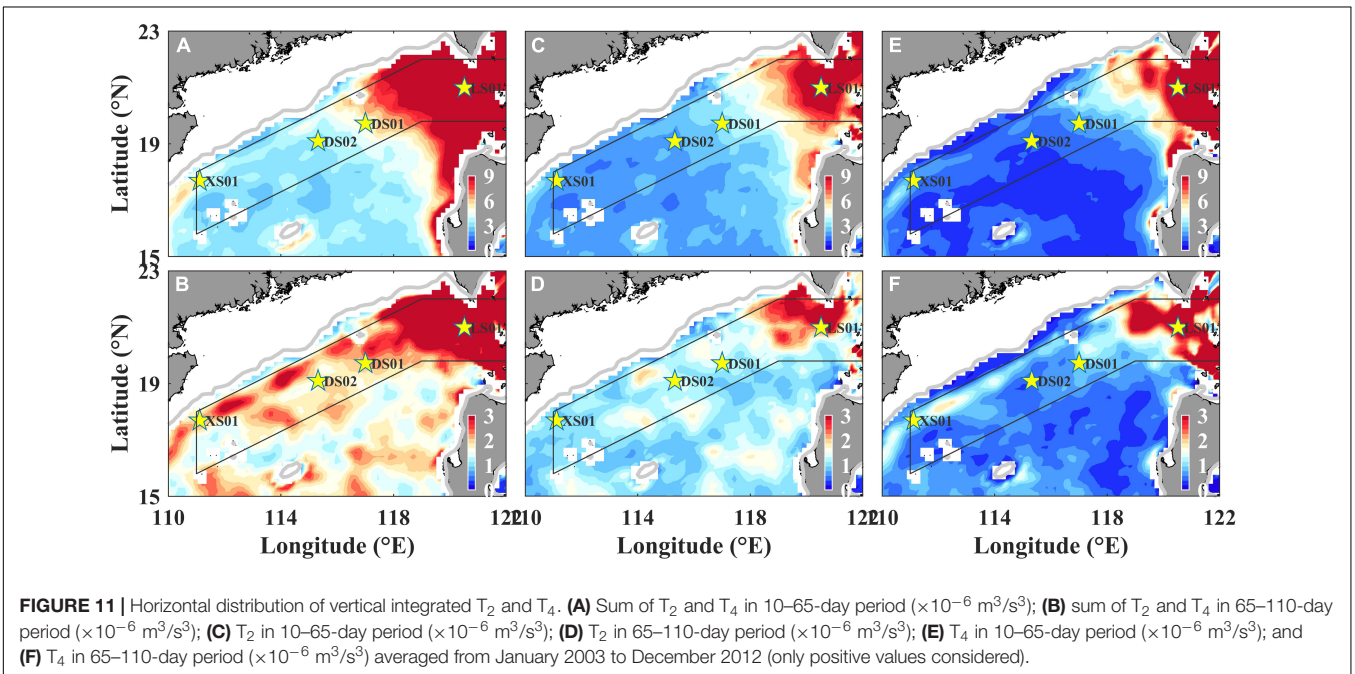 23
A
C
E
LS01
LS01
LS01
DS01
DS01
DS01
19
DS02
DS02
DS02
Latitude (°N)
XS01
XS01
XS01
9
9
9
6
6
6
3
3
3
0
0
0
15
23
B
D
F
LS01
LS01
LS01
DS01
DS01
DS01
19
DS02
DS02
DS02
Latitude (°N)
XS01
XS01
XS01
3
3
3
2
2
2
1
1
1
0
0
0
15
110 114 118 122
110 114 118 122
110 114 118 122
Longitude (°E) Longitude (°E) Longitude (°E)
FIGURE 11 | Horizontal distribution of vertical integrated T2 and T4. (A) Sum of T2 and T4 in 10–65-day period (×10−6 m3/s3); (B) sum of T2 and T4 in 65–110-day
period (×10−6 m3/s3); (C) T2 in 10–65-day period (×10−6 m3/s3); (D) T2 in 65–110-day period (×10−6 m3/s3); (E) T4 in 10–65-day period (×10−6 m3/s3); and
(F) T4 in 65–110-day period (×10−6 m3/s3) averaged from January 2003 to December 2012 (only positive values considered).